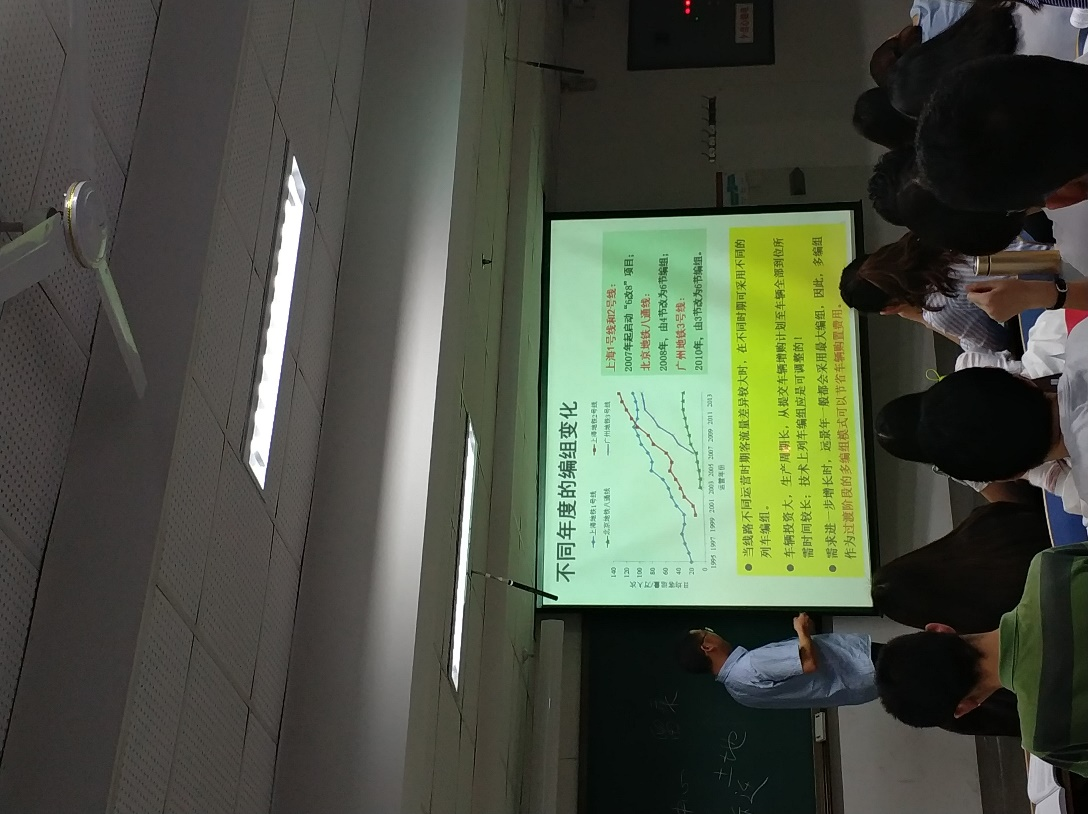 不同年度的编组变化
上海地铁1号线
上海地铁2号线
北京地铁八通线
广州地铁3号线
140
120
100
80
60
40
20
0
1995 1997 1999 2001 2003 2005 2007 2009 2011 2013
运营年份
上海1号线和2号线:
2007年起启动“6改8”项目;
北京地铁八通线:
2008年,由4节改为6节编组;
广州地铁3号线:
2010年,由3节改为6节编组。
当线路不同运营时期客流量差异较大时,在不同时期可采用不同的
列车编组。
车辆投资大,生产周期长,从提交车辆增购计划至车辆全部到位所
需时间较长;技术上列车编组应是可调整的!
需求进一步增长时,远景年一般都会采用最大编组,因此,多编组
作为过渡阶段的多编组模式可以节省车辆购置费用。
土地